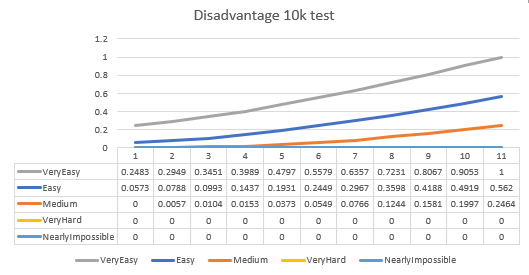 Disadvantage 10k test
1.2
1
0.8
0.6
0.4
0.2
0
1 2 3 4 5 6 7 8 9 10 11
VeryEasy 0.2483 0.2949 0.3451 0.3989 0.4797 0.5579 0.6357 0.7231 0.8067 0.9053 1
Easy 0.0573 0.0788 0.0993 0.1437 0.1931 0.2449 0.2967 0.3598 0.4188 0.4919 0.562
Medium 0 0.0057 0.0104 0.0153 0.0373 0.0549 0.0766 0.1244 0.1581 0.1997 0.2464
VeryHard 0 0 0 0 0 0 0 0 0 0 0
NearlyImpossible 0 0 0 0 0 0 0 0 0 0 0
VeryEasy Easy Medium VeryHard NearlyImpossible